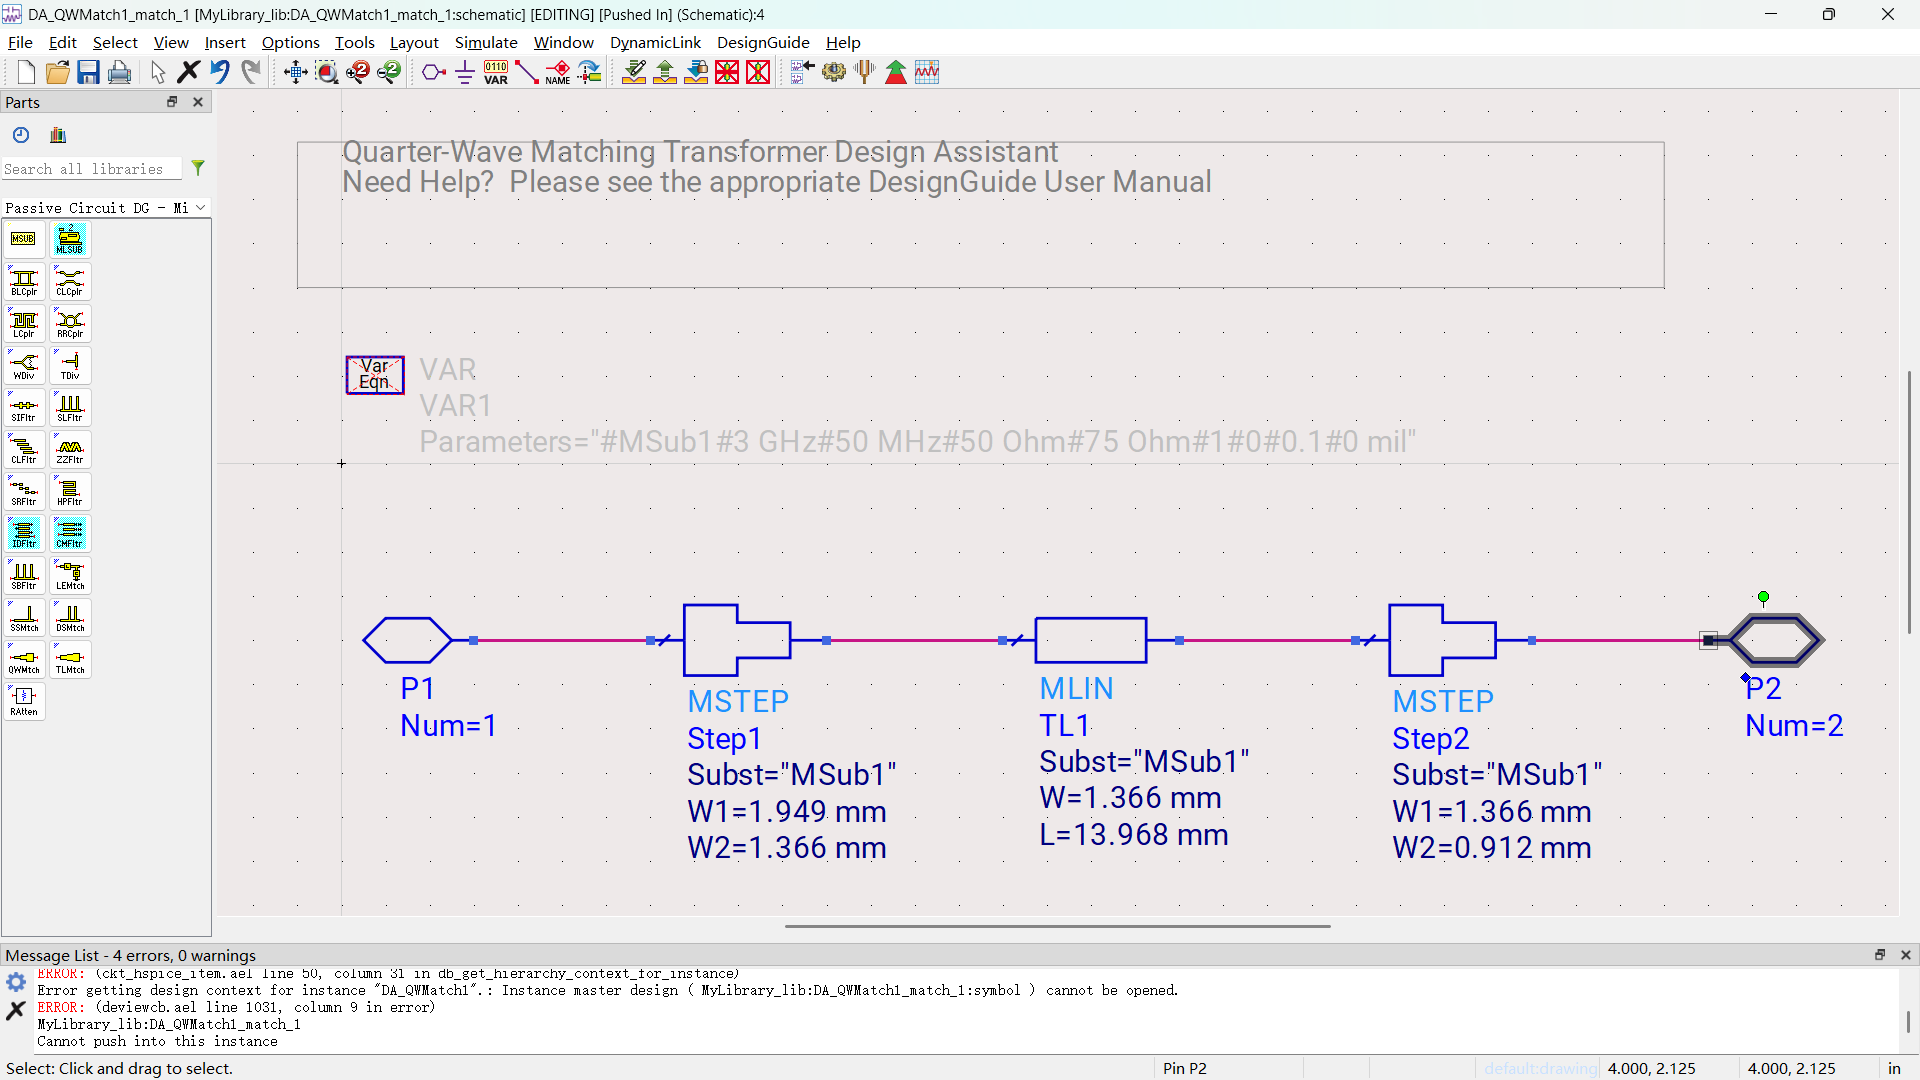 DA_QWMatch1_match_1 [MyLibrary_lib:DA_QWMatch1_match_1:schematic] [EDITING] [Pushed In] (Schematic):4
File Edit Select View Insert Options Tools Layout Simulate Window DynamicLink DesignGuide Help
0110
VAR
NAME
2
2
Parts
Search all libraries
Passive Circuit DG - Mi
MSUB
MLSUB
BLCplr
CLCplr
LCplr
RRCplr
WDiv
TDiv
SIFltr
SLFltr
CLFltr
ZZFltr
SRFltr
HPFltr
IDFltr
CMFltr
SBFltr
LEMtch
SSMtch
DSMtch
QWMtch
TLMtch
RAtten
Quarter-Wave Matching Transformer Design Assistant
Need Help?  Please see the appropriate DesignGuide User Manual
Var
Eqn
VAR
VAR1
Parameters="#MSub1#3 GHz#50 MHz#50 Ohm#75 Ohm#1#0#0.1#0 mil"
P1
Num=1
MSTEP
Step1
Subst="MSub1"
W1=1.949 mm
W2=1.366 mm
MLIN
TL1
Subst="MSub1"
W=1.366 mm
L=13.968 mm
MSTEP
Step2
Subst="MSub1"
W1=1.366 mm
W2=0.912 mm
P2
Num=2
Message List - 4 errors, 0 warnings
ERROR: (ckt_hspice_item.ael line 50, column 31 in db_get_hierarchy_context_for_instance)
Error getting design context for instance "DA_QWMatch1".: Instance master design ( MyLibrary_lib:DA_QWMatch1_match_1:symbol ) cannot be opened.
ERROR: (deviewcb.ael line 1031, column 9 in error)
MyLibrary_lib:DA_QWMatch1_match_1
Cannot push into this instance
Select: Click and drag to select.
Pin P2
default:drawing
4.000, 2.125
4.000, 2.125
in